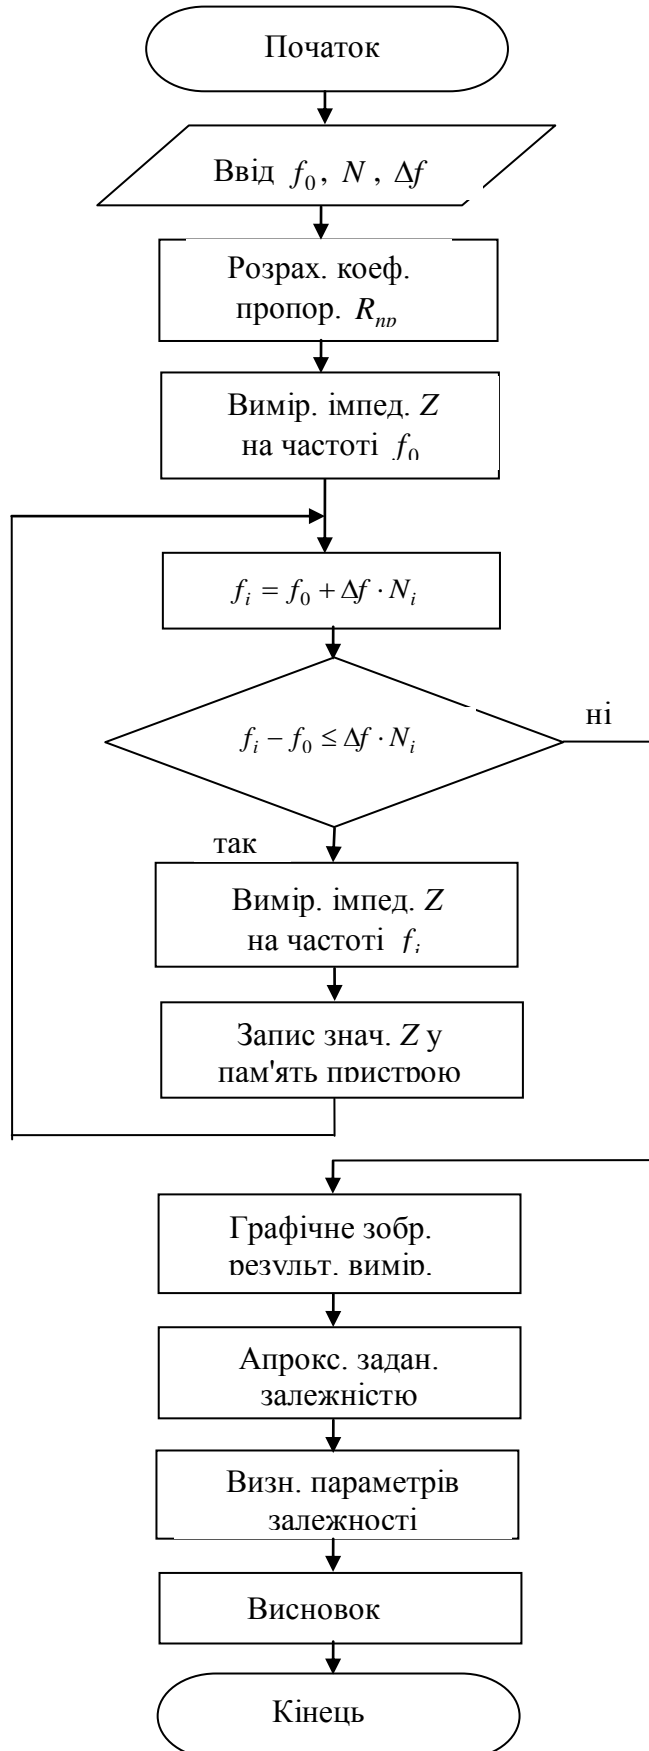 Початок
Ввід f₀, N, Δf
Розрах. коеф.
пропор. Rпр
Вимір. імпед. Z
на частоті f₀
fᵢ = f₀ + Δf · Nᵢ
fᵢ − f₀ ≤ Δf · Nᵢ
ні
так
Вимір. імпед. Z
на частоті fᵢ
Запис знач. Z у
пам'ять пристрою
Графічне зобр.
результ. вимір.
Апрокс. задан.
залежністю
Визн. параметрів
залежності
Висновок
Кінець